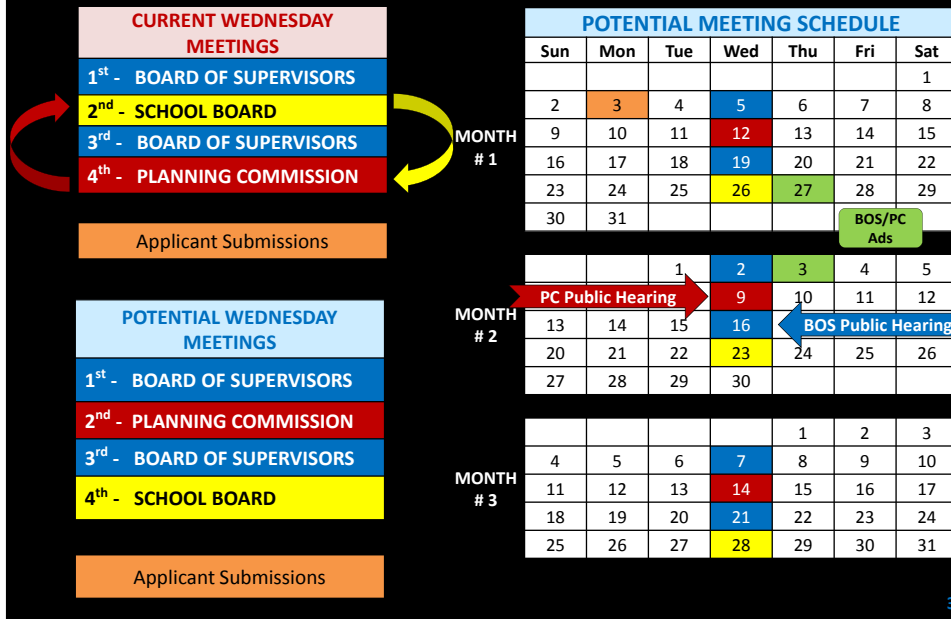 CURRENT WEDNESDAY
MEETINGS
1st - BOARD OF SUPERVISORS
2nd - SCHOOL BOARD
3rd - BOARD OF SUPERVISORS
4th - PLANNING COMMISSION
Applicant Submissions
POTENTIAL WEDNESDAY
MEETINGS
1st - BOARD OF SUPERVISORS
2nd - PLANNING COMMISSION
3rd - BOARD OF SUPERVISORS
4th - SCHOOL BOARD
Applicant Submissions
POTENTIAL MEETING SCHEDULE
Sun Mon Tue Wed Thu Fri Sat
MONTH
# 1
1
2 3 4 5 6 7 8
9 10 11 12 13 14 15
16 17 18 19 20 21 22
23 24 25 26 27 28 29
30 31
BOS/PC
Ads
MONTH
# 2
1 2 3 4 5
PC Public Hearing 9 10 11 12
13 14 15 16 BOS Public Hearing
20 21 22 23 24 25 26
27 28 29 30
MONTH
# 3
1 2 3
4 5 6 7 8 9 10
11 12 13 14 15 16 17
18 19 20 21 22 23 24
25 26 27 28 29 30 31
3